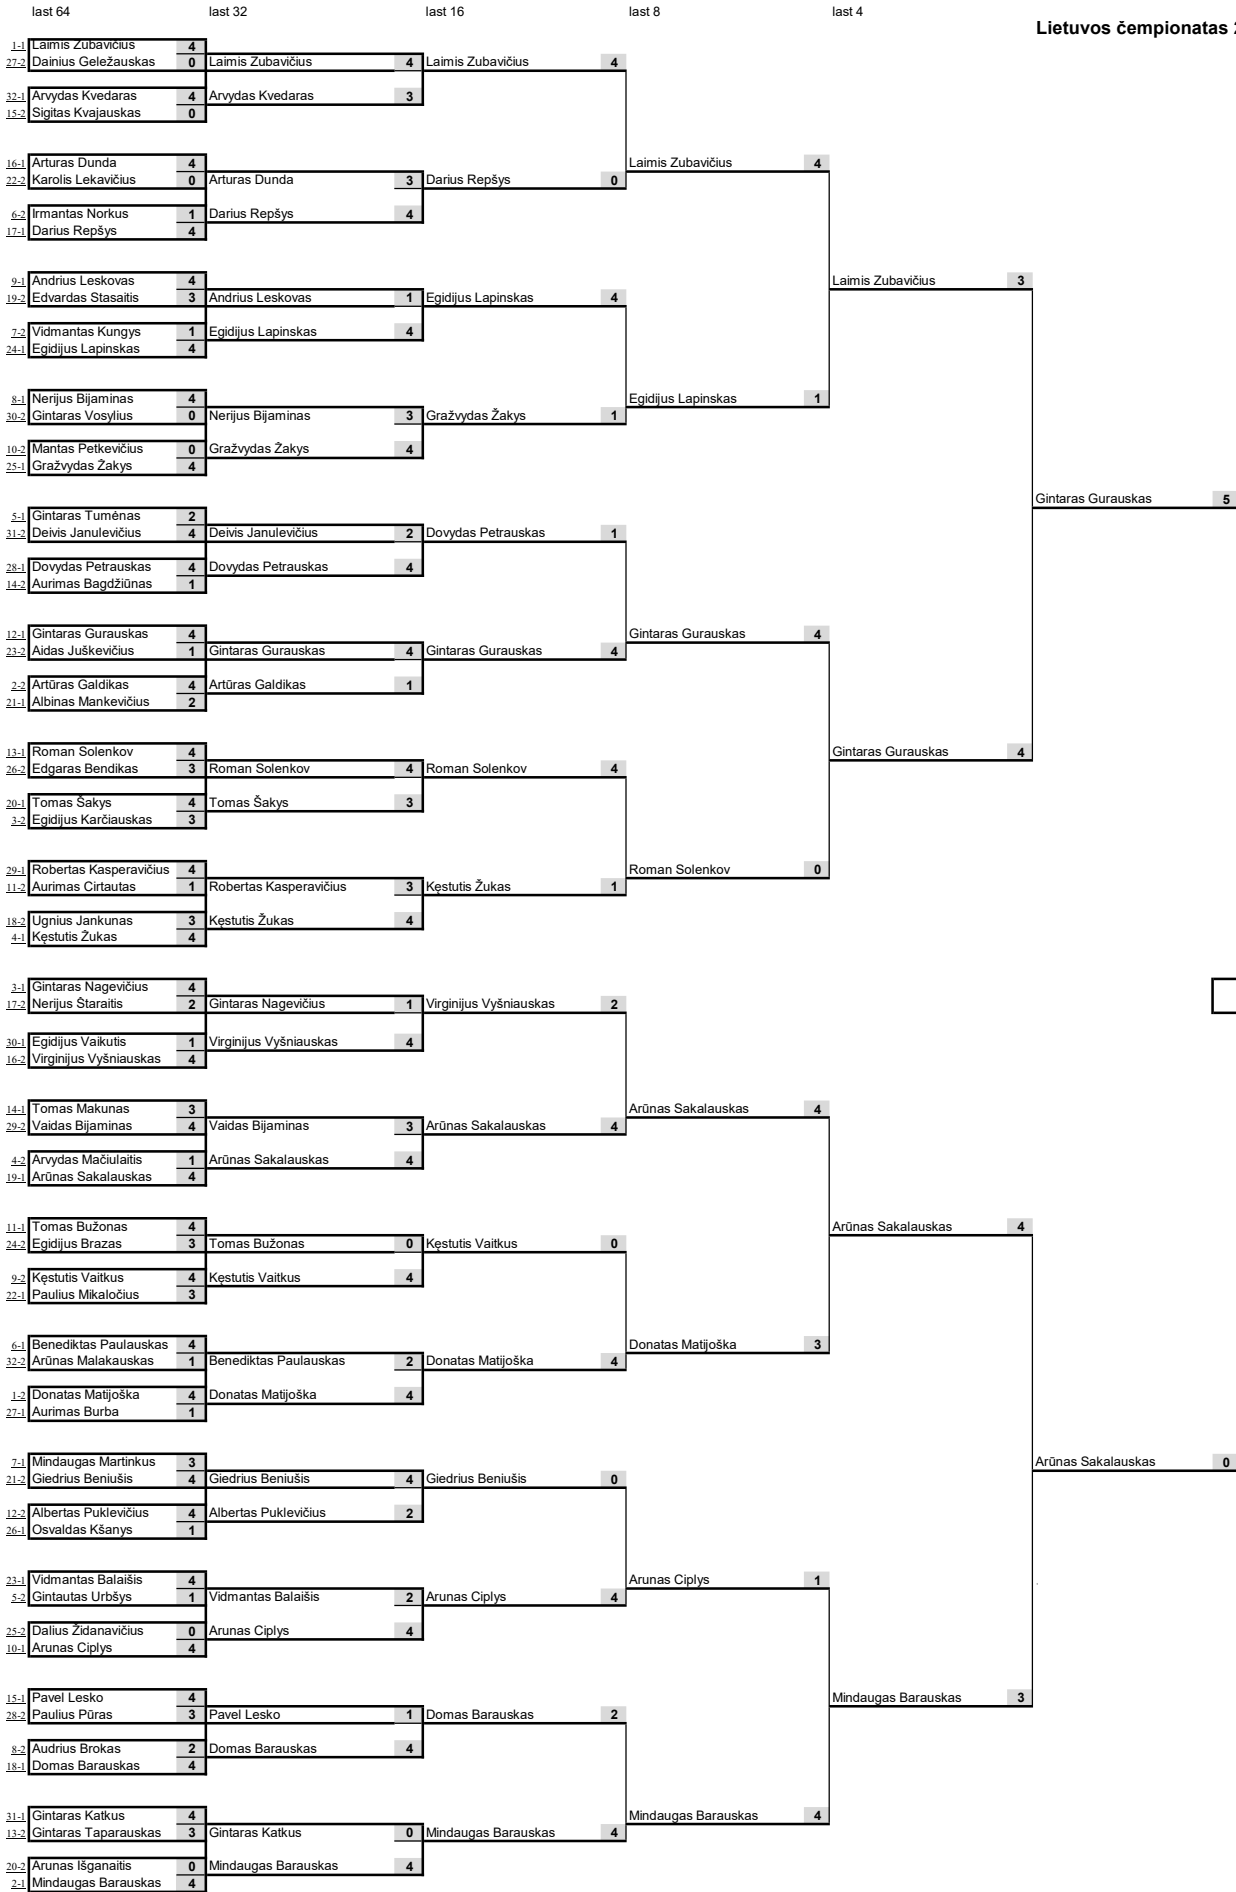 last 64 last 32 last 16 last 8 last 4
Lietuvos čempionatas
1-1 Laimis Zubavičius 4
27-2 Dainius Geležauskas 0 Laimis Zubavičius 4 Laimis Zubavičius 4
32-1 Arvydas Kvedaras 4 Arvydas Kvedaras 3
15-2 Sigitas Kvajauskas 0
16-1 Arturas Dunda 4 Laimis Zubavičius 4
22-2 Karolis Lekavičius 0 Arturas Dunda 3 Darius Repšys 0
6-2 Irmantas Norkus 1 Darius Repšys 4
17-1 Darius Repšys 4
9-1 Andrius Leskovas 4 Laimis Zubavičius 3
19-2 Edvardas Stasaitis 3 Andrius Leskovas 1 Egidijus Lapinskas 4
7-2 Vidmantas Kungys 1 Egidijus Lapinskas 4
24-1 Egidijus Lapinskas 4
8-1 Nerijus Bijaminas 4 Egidijus Lapinskas 1
30-2 Gintaras Vosylius 0 Nerijus Bijaminas 3 Gražvydas Žakys 1
10-2 Mantas Petkevičius 0 Gražvydas Žakys 4
25-1 Gražvydas Žakys 4
Gintaras Gurauskas 5
5-1 Gintaras Tumėnas 2
31-2 Deivis Janulevičius 4 Deivis Janulevičius 2 Dovydas Petrauskas 1
28-1 Dovydas Petrauskas 4 Dovydas Petrauskas 4
14-2 Aurimas Bagdžiūnas 1
12-1 Gintaras Gurauskas 4 Gintaras Gurauskas 4
23-2 Aidas Juškevičius 1 Gintaras Gurauskas 4 Gintaras Gurauskas 4
2-2 Artūras Galdikas 4 Artūras Galdikas 1
21-1 Albinas Mankevičius 2
13-1 Roman Solenkov 4 Gintaras Gurauskas 4
26-2 Edgaras Bendikas 3 Roman Solenkov 4 Roman Solenkov 4
20-1 Tomas Šakys 4 Tomas Šakys 3
3-2 Egidijus Karčiauskas 3
29-1 Robertas Kasperavičius 4 Roman Solenkov 0
11-2 Aurimas Cirtautas 1 Robertas Kasperavičius 3 Kęstutis Žukas 1
18-2 Ugnius Jankunas 3 Kęstutis Žukas 4
4-1 Kęstutis Žukas 4
3-1 Gintaras Nagevičius 4
17-2 Nerijus Štaraitis 2 Gintaras Nagevičius 1 Virginijus Vyšniauskas 2
30-1 Egidijus Vaikutis 1 Virginijus Vyšniauskas 4
16-2 Virginijus Vyšniauskas 4
14-1 Tomas Makunas 3 Arūnas Sakalauskas 4
29-2 Vaidas Bijaminas 4 Vaidas Bijaminas 3 Arūnas Sakalauskas 4
4-2 Arvydas Mačiulaitis 1 Arūnas Sakalauskas 4
19-1 Arūnas Sakalauskas 4
11-1 Tomas Bužonas 4 Arūnas Sakalauskas 4
24-2 Egidijus Brazas 3 Tomas Bužonas 0 Kęstutis Vaitkus 0
9-2 Kęstutis Vaitkus 4 Kęstutis Vaitkus 4
22-1 Paulius Mikaločius 3
6-1 Benediktas Paulauskas 4 Donatas Matijoška 3
32-2 Arūnas Malakauskas 1 Benediktas Paulauskas 2 Donatas Matijoška 4
1-2 Donatas Matijoška 4 Donatas Matijoška 4
27-1 Aurimas Burba 1
7-1 Mindaugas Martinkus 3 Arūnas Sakalauskas 0
21-2 Giedrius Beniušis 4 Giedrius Beniušis 4 Giedrius Beniušis 0
12-2 Albertas Puklevičius 4 Albertas Puklevičius 2
26-1 Osvaldas Kšanys 1
23-1 Vidmantas Balaišis 4 Arunas Ciplys 1
5-2 Gintautas Urbšys 1 Vidmantas Balaišis 2 Arunas Ciplys 4
25-2 Dalius Židanavičius 0 Arunas Ciplys 4
10-1 Arunas Ciplys 4
15-1 Pavel Lesko 4 Mindaugas Barauskas 3
28-2 Paulius Pūras 3 Pavel Lesko 1 Domas Barauskas 2
8-2 Audrius Brokas 2 Domas Barauskas 4
18-1 Domas Barauskas 4
31-1 Gintaras Katkus 4 Mindaugas Barauskas 4
13-2 Gintaras Taparauskas 3 Gintaras Katkus 0 Mindaugas Barauskas 4
20-2 Arunas Išganaitis 0 Mindaugas Barauskas 4
2-1 Mindaugas Barauskas 4